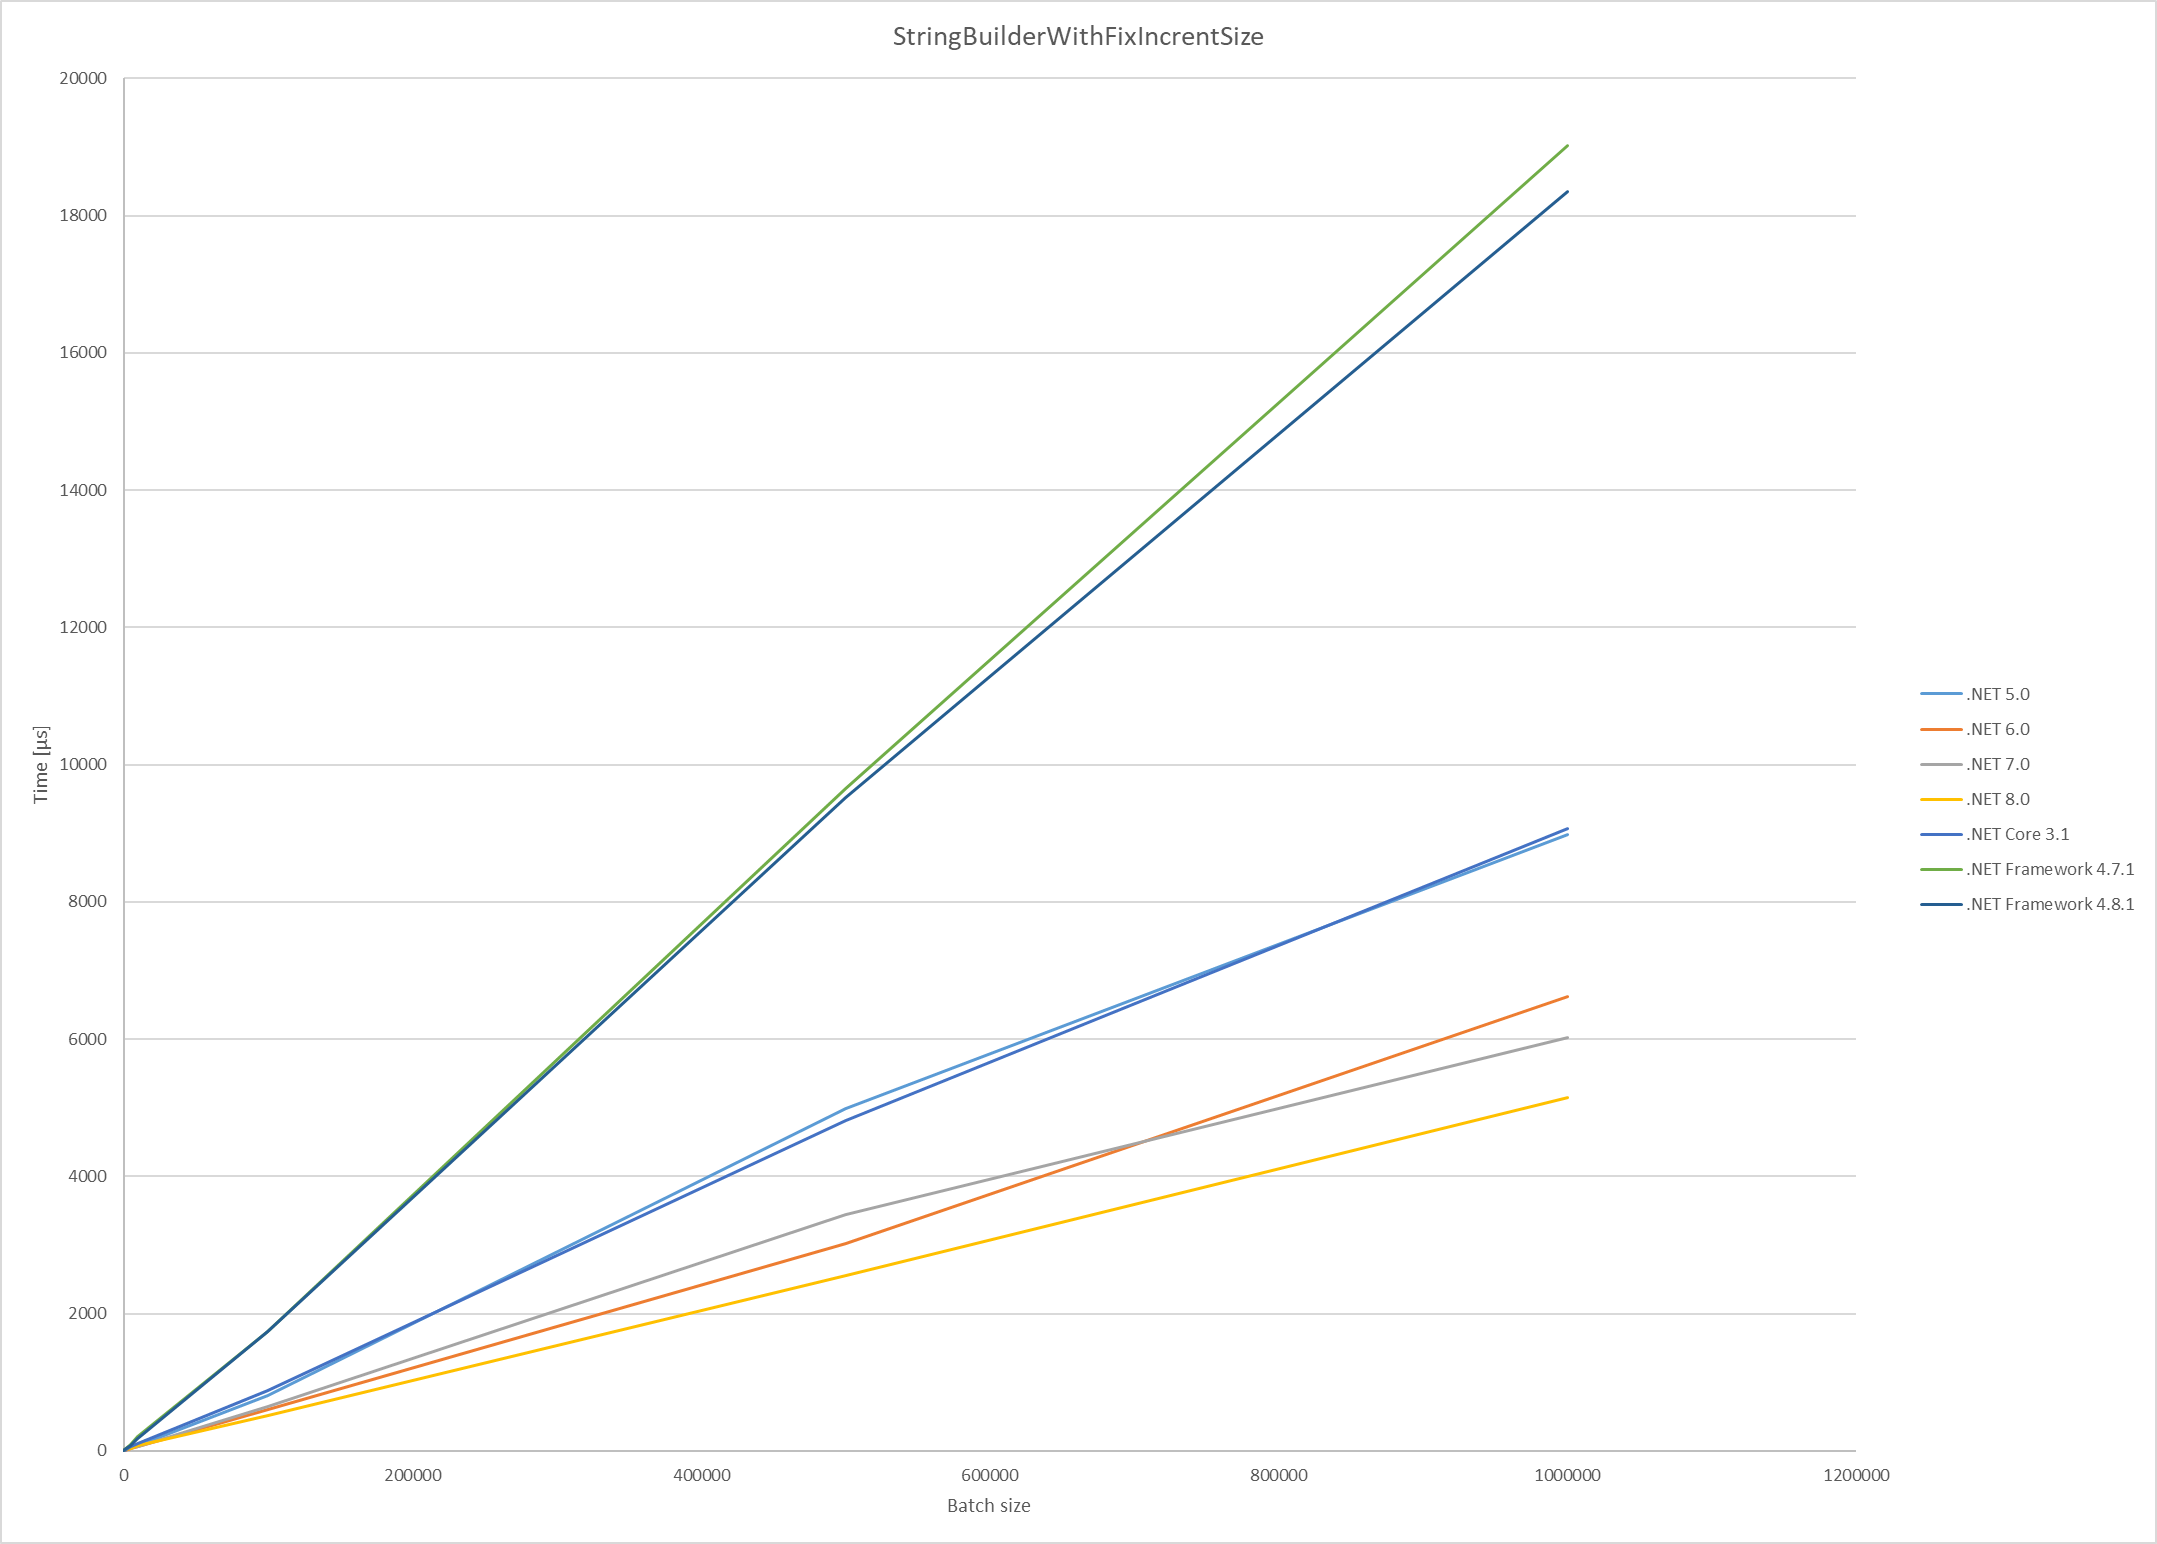 StringBuilderWithFixIncrentSize
20000
18000
16000
14000
12000
10000
8000
6000
4000
2000
0
Time [µs]
0 200000 400000 600000 800000 1000000 1200000
Batch size
.NET 5.0
.NET 6.0
.NET 7.0
.NET 8.0
.NET Core 3.1
.NET Framework 4.7.1
.NET Framework 4.8.1